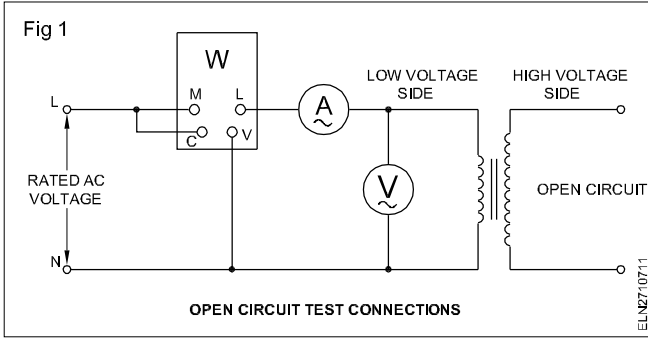 Fig 1
W
M L
C V
L
A
LOW VOLTAGE
SIDE
HIGH VOLTAGE
SIDE
RATED AC
VOLTAGE
V
OPEN CIRCUIT
N
OPEN CIRCUIT TEST CONNECTIONS
ELN2710711